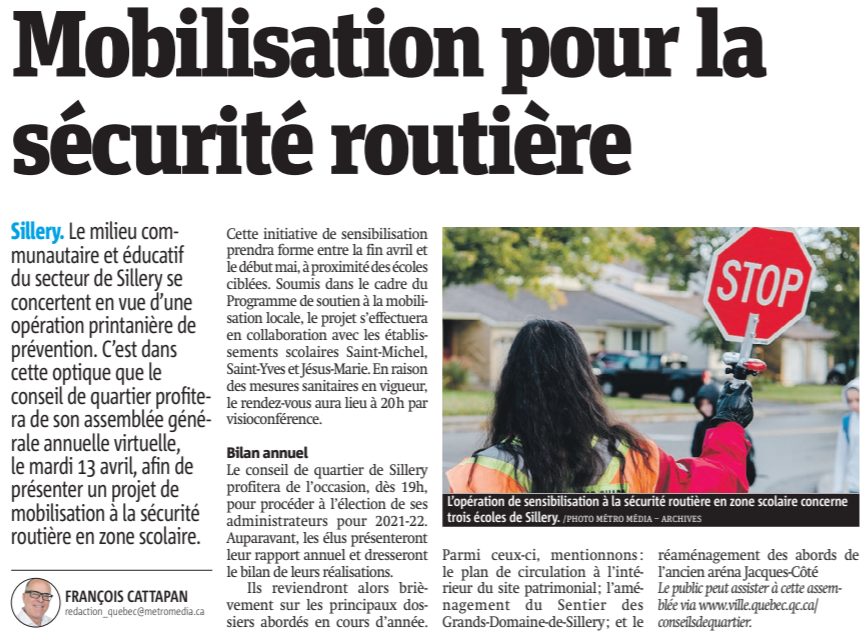 Mobilisation pour la
sécurité routière
Sillery. Le milieu com-
munautaire et éducatif
du secteur de Sillery se
concertent en vue d'une
opération printanière de
prévention. C'est dans
cette optique que le
conseil de quartier profite-
ra de son assemblée géné-
rale annuelle virtuelle,
le mardi 13 avril, afin de
présenter un projet de
mobilisation à la sécurité
routière en zone scolaire.
FRANÇOIS CATTAPAN
redaction_quebec@metromedia.ca
Cette initiative de sensibilisation
prendra forme entre la fin avril et
le début mai, à proximité des écoles
ciblées. Soumis dans le cadre du
Programme de soutien à la mobili-
sation locale, le projet s'effectuera
en collaboration avec les établis-
sements scolaires Saint-Michel,
Saint-Yves et Jésus-Marie. En raison
des mesures sanitaires en vigueur,
le rendez-vous aura lieu à 20h par
visioconférence.
Bilan annuel
Le conseil de quartier de Sillery
profitera de l'occasion, dès 19h,
pour procéder à l'élection de ses
administrateurs pour 2021-22.
Auparavant, les élus présenteront
leur rapport annuel et dresseront
le bilan de leurs réalisations.
Ils reviendront alors briè-
vement sur les principaux dos-
siers abordés en cours d'année.
STOP
L'opération de sensibilisation à la sécurité routière en zone scolaire concerne
trois écoles de Sillery. /PHOTO MÉTRO MÉDIA – ARCHIVES
Parmi ceux-ci, mentionnons:
le plan de circulation à l'inté-
rieur du site patrimonial; l'amé-
nagement du Sentier des
Grands-Domaine-de-Sillery; et le
réaménagement des abords de
l'ancien aréna Jacques-Côté
Le public peut assister à cette assem-
blée via www.ville.quebec.qc.ca/
conseilsdequartier.